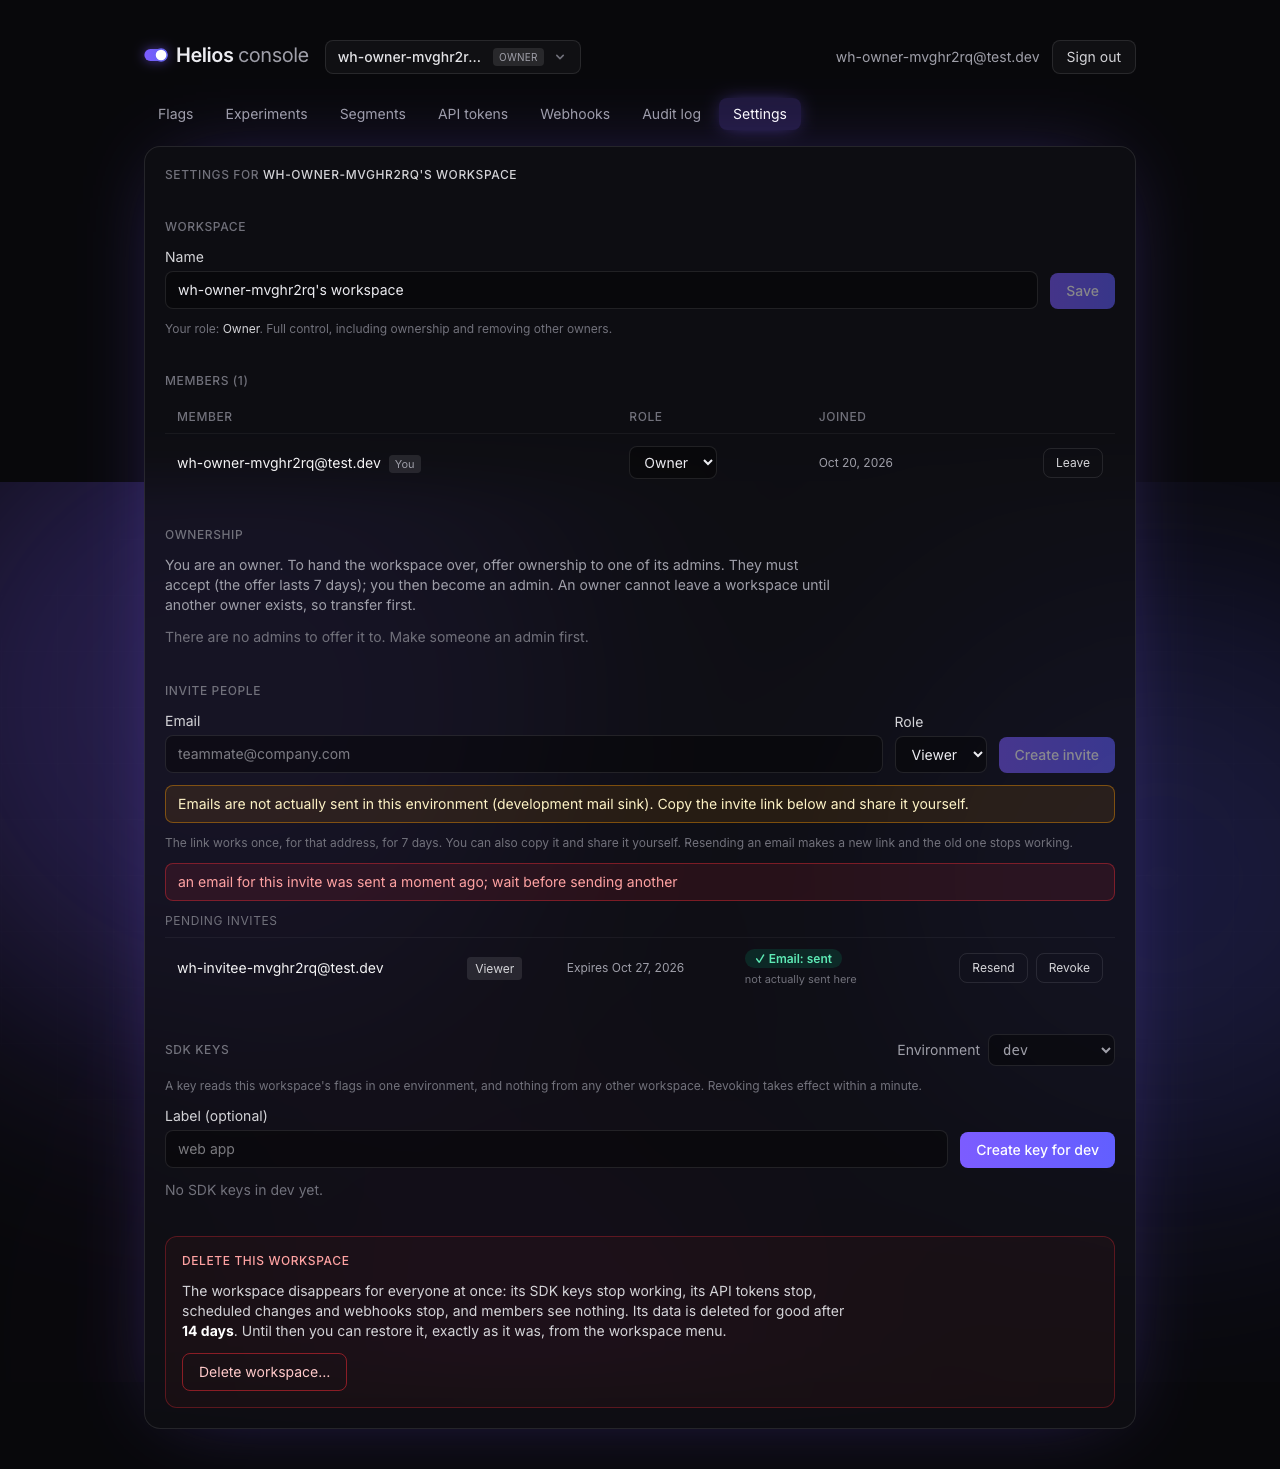 Helios console
wh-owner-mvghr2r... OWNER
wh-owner-mvghr2rq@test.dev
Sign out
Flags Experiments Segments API tokens Webhooks Audit log Settings
SETTINGS FOR WH-OWNER-MVGHR2RQ'S WORKSPACE
WORKSPACE
Name
wh-owner-mvghr2rq's workspace
Save
Your role: Owner. Full control, including ownership and removing other owners.
MEMBERS (1)
MEMBER ROLE JOINED
wh-owner-mvghr2rq@test.dev You Owner Oct 20, 2026 Leave
OWNERSHIP
You are an owner. To hand the workspace over, offer ownership to one of its admins. They must
accept (the offer lasts 7 days); you then become an admin. An owner cannot leave a workspace until
another owner exists, so transfer first.
There are no admins to offer it to. Make someone an admin first.
INVITE PEOPLE
Email Role
teammate@company.com Viewer Create invite
Emails are not actually sent in this environment (development mail sink). Copy the invite link below and share it yourself.
The link works once, for that address, for 7 days. You can also copy it and share it yourself. Resending an email makes a new link and the old one stops working.
an email for this invite was sent a moment ago; wait before sending another
PENDING INVITES
wh-invitee-mvghr2rq@test.dev Viewer Expires Oct 27, 2026 ✓ Email: sent Resend Revoke
not actually sent here
SDK KEYS Environment dev
A key reads this workspace's flags in one environment, and nothing from any other workspace. Revoking takes effect within a minute.
Label (optional)
web app Create key for dev
No SDK keys in dev yet.
DELETE THIS WORKSPACE
The workspace disappears for everyone at once: its SDK keys stop working, its API tokens stop,
scheduled changes and webhooks stop, and members see nothing. Its data is deleted for good after
14 days. Until then you can restore it, exactly as it was, from the workspace menu.
Delete workspace...